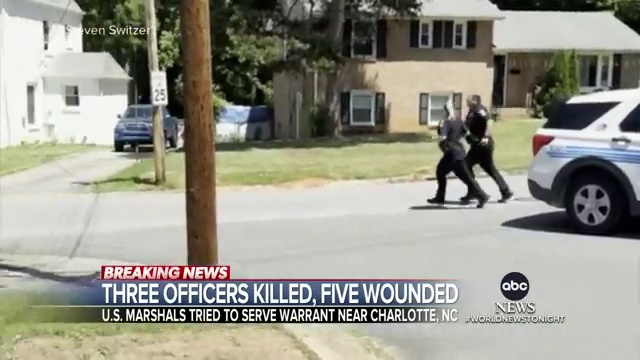 Steven Switzer
25
BREAKING NEWS
THREE OFFICERS KILLED, FIVE WOUNDED
U.S. MARSHALS TRIED TO SERVE WARRANT NEAR CHARLOTTE, NC
abc
NEWS
#WORLDNEWSTONIGHT